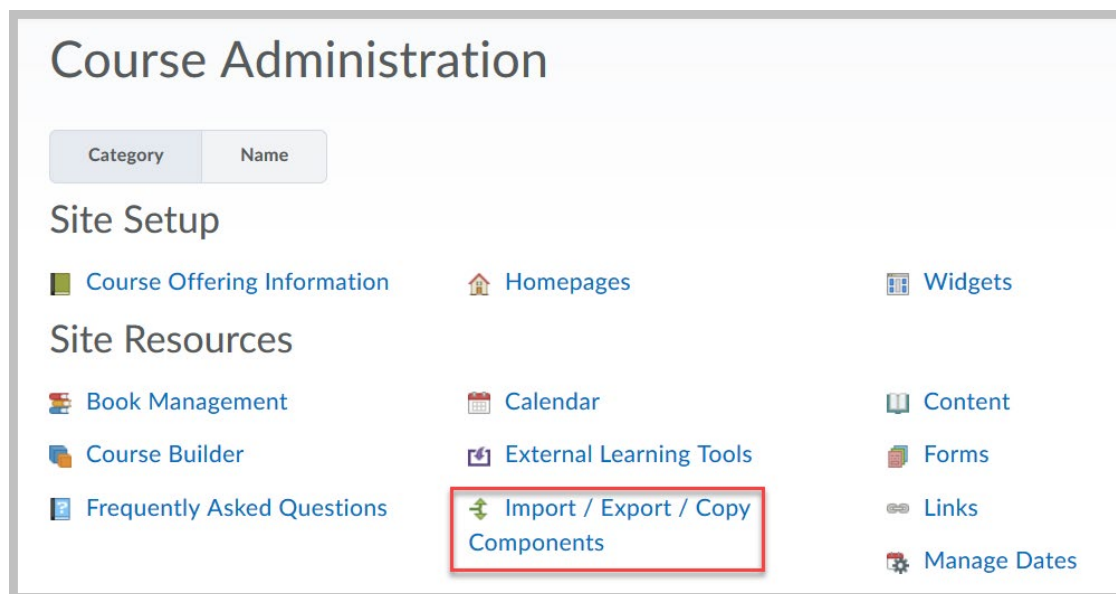 Course Administration
Category Name
Site Setup
Course Offering Information Homepages Widgets
Site Resources
Book Management Calendar Content
Course Builder External Learning Tools Forms
Frequently Asked Questions Import / Export / Copy Links
Components
Manage Dates